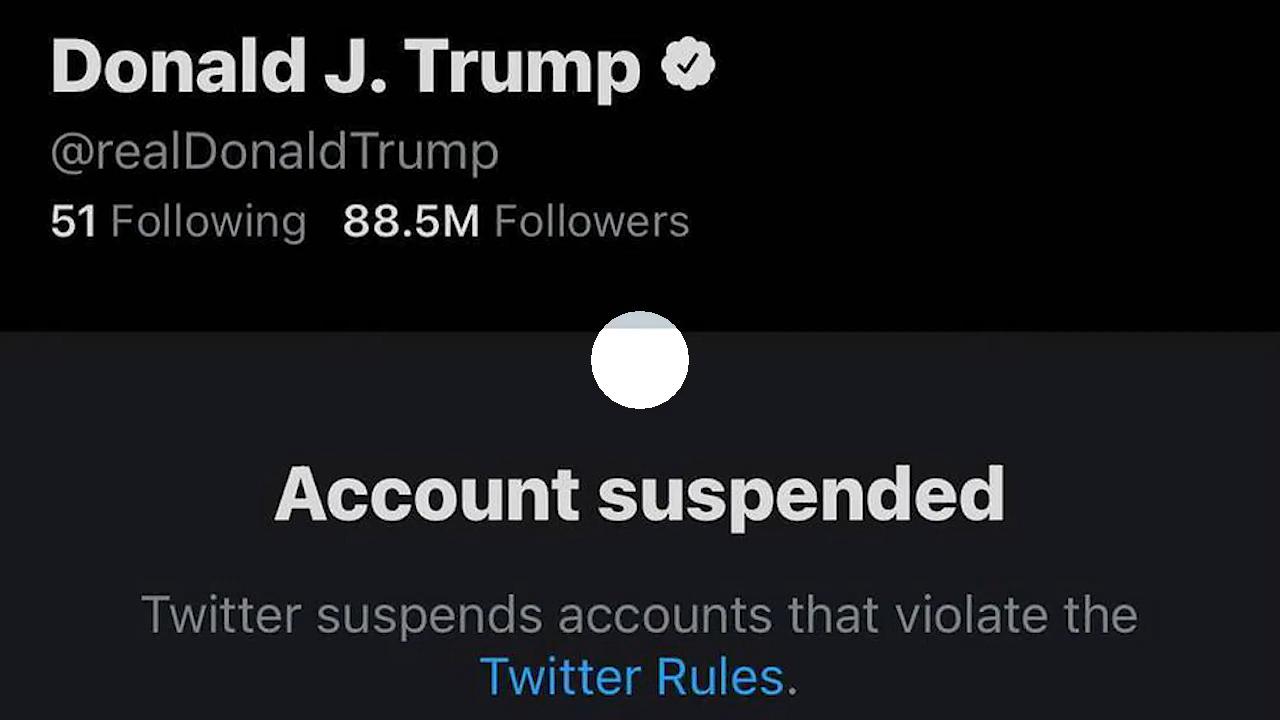 Donald J. Trump
@realDonaldTrump
51 Following 88.5M Followers
Account suspended
Twitter suspends accounts that violate the
Twitter Rules.